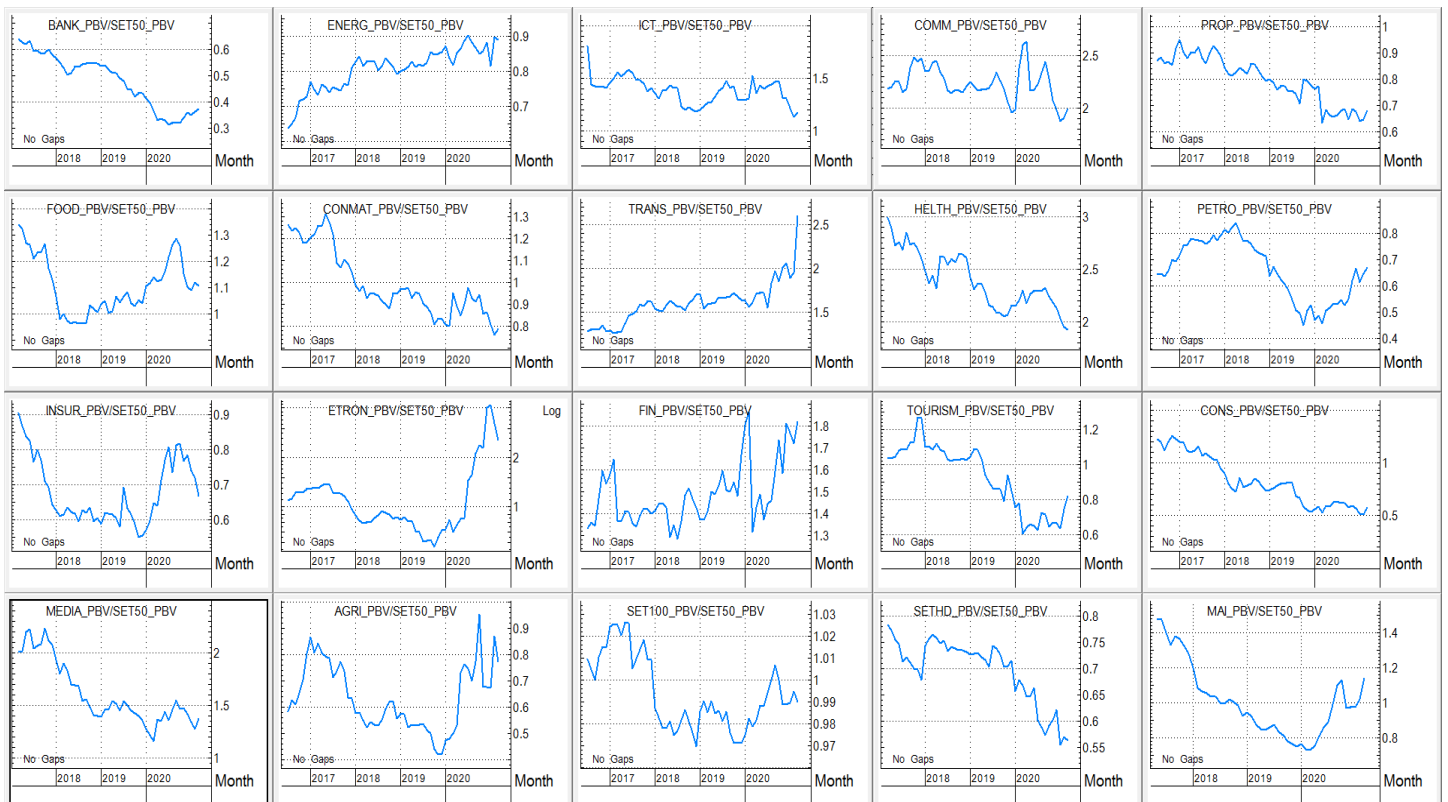 BANK_PBV/SET50_PBV
0.6
0.5
0.4
0.3
No Gaps
2018 2019 2020 Month
ENERG_PBV/SET50_PBV
0.9
0.8
0.7
No Gaps
2017 2018 2019 2020 Month
ICT_PBV/SET50_PBV
1.5
1
No Gaps
2017 2018 2019 2020 Month
COMM_PBV/SET50_PBV
2.5
2
No Gaps
2017 2018 2019 2020 Month
PROP_PBV/SET50_PBV
1
0.9
0.8
0.7
0.6
No Gaps
2017 2018 2019 2020 Month
FOOD_PBV/SET50_PBV
1.3
1.2
1.1
1
No Gaps
2018 2019 2020 Month
CONMAT_PBV/SET50_PBV
1.3
1.2
1.1
1
0.9
0.8
No Gaps
2017 2018 2019 2020 Month
TRANS_PBV/SET50_PBV
2.5
2
1.5
No Gaps
2017 2018 2019 2020 Month
HELTH_PBV/SET50_PBV
3
2.5
2
No Gaps
2017 2018 2019 2020 Month
PETRO_PBV/SET50_PBV
0.8
0.7
0.6
0.5
0.4
No Gaps
2017 2018 2019 2020 Month
INSUR_PBV/SET50_PBV
0.9
0.8
0.7
0.6
No Gaps
2018 2019 2020 Month
ETRON_PBV/SET50_PBV
Log
2
1
No Gaps
2017 2018 2019 2020 Month
FIN_PBV/SET50_PBV
1.8
1.7
1.6
1.5
1.4
1.3
No Gaps
2017 2018 2019 2020 Month
TOURISM_PBV/SET50_PBV
1.2
1
0.8
0.6
No Gaps
2017 2018 2019 2020 Month
CONS_PBV/SET50_PBV
1
0.5
No Gaps
2017 2018 2019 2020 Month
MEDIA_PBV/SET50_PBV
2
1.5
1
No Gaps
2018 2019 2020 Month
AGRI_PBV/SET50_PBV
0.9
0.8
0.7
0.6
0.5
No Gaps
2017 2018 2019 2020 Month
SET100_PBV/SET50_PBV
1.03
1.02
1.01
1
0.99
0.98
0.97
No Gaps
2017 2018 2019 2020 Month
SETHD_PBV/SET50_PBV
0.8
0.75
0.7
0.65
0.6
0.55
No Gaps
2017 2018 2019 2020 Month
MAI_PBV/SET50_PBV
1.4
1.2
1
0.8
No Gaps
2018 2019 2020 Month